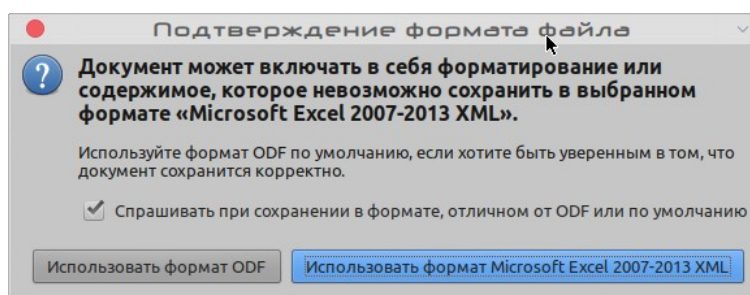 Подтверждение формата файла
Документ может включать в себя форматирование или
содержимое, которое невозможно сохранить в выбранном
формате «Microsoft Excel 2007-2013 XML».
Используйте формат ODF по умолчанию, если хотите быть уверенным в том, что
документ сохранится корректно.
Спрашивать при сохранении в формате, отличном от ODF или по умолчанию
Использовать формат ODF
Использовать формат Microsoft Excel 2007-2013 XML